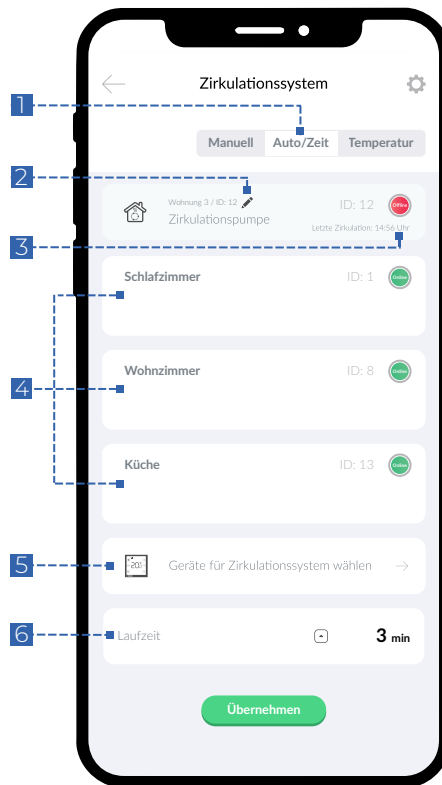 Zirkulationssystem
1
Manuell Auto/Zeit Temperatur
2
Wohnung 3 / ID: 12
Zirkulationspumpe
ID: 12 Offline
Letzte Zirkulation: 14:56 Uhr
3
Schlafzimmer ID: 1 Online
Wohnzimmer ID: 8 Online
4
Küche ID: 13 Online
5
-20.5- Geräte für Zirkulationssystem wählen
6
Laufzeit 3 min
Übernehmen